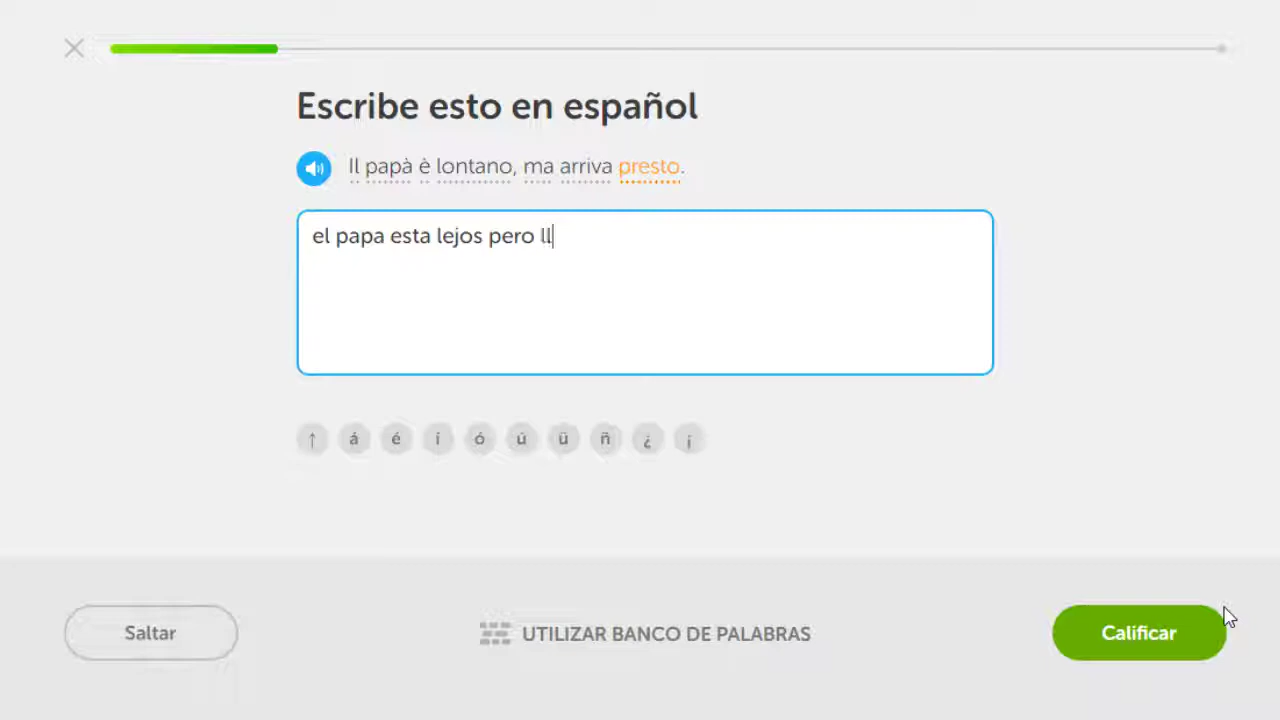 Escribe esto en español
Il papà è lontano, ma arriva presto.
el papa esta lejos pero ll
↑ á é í ó ú ü ñ ¿ ¡
Saltar
UTILIZAR BANCO DE PALABRAS
Calificar